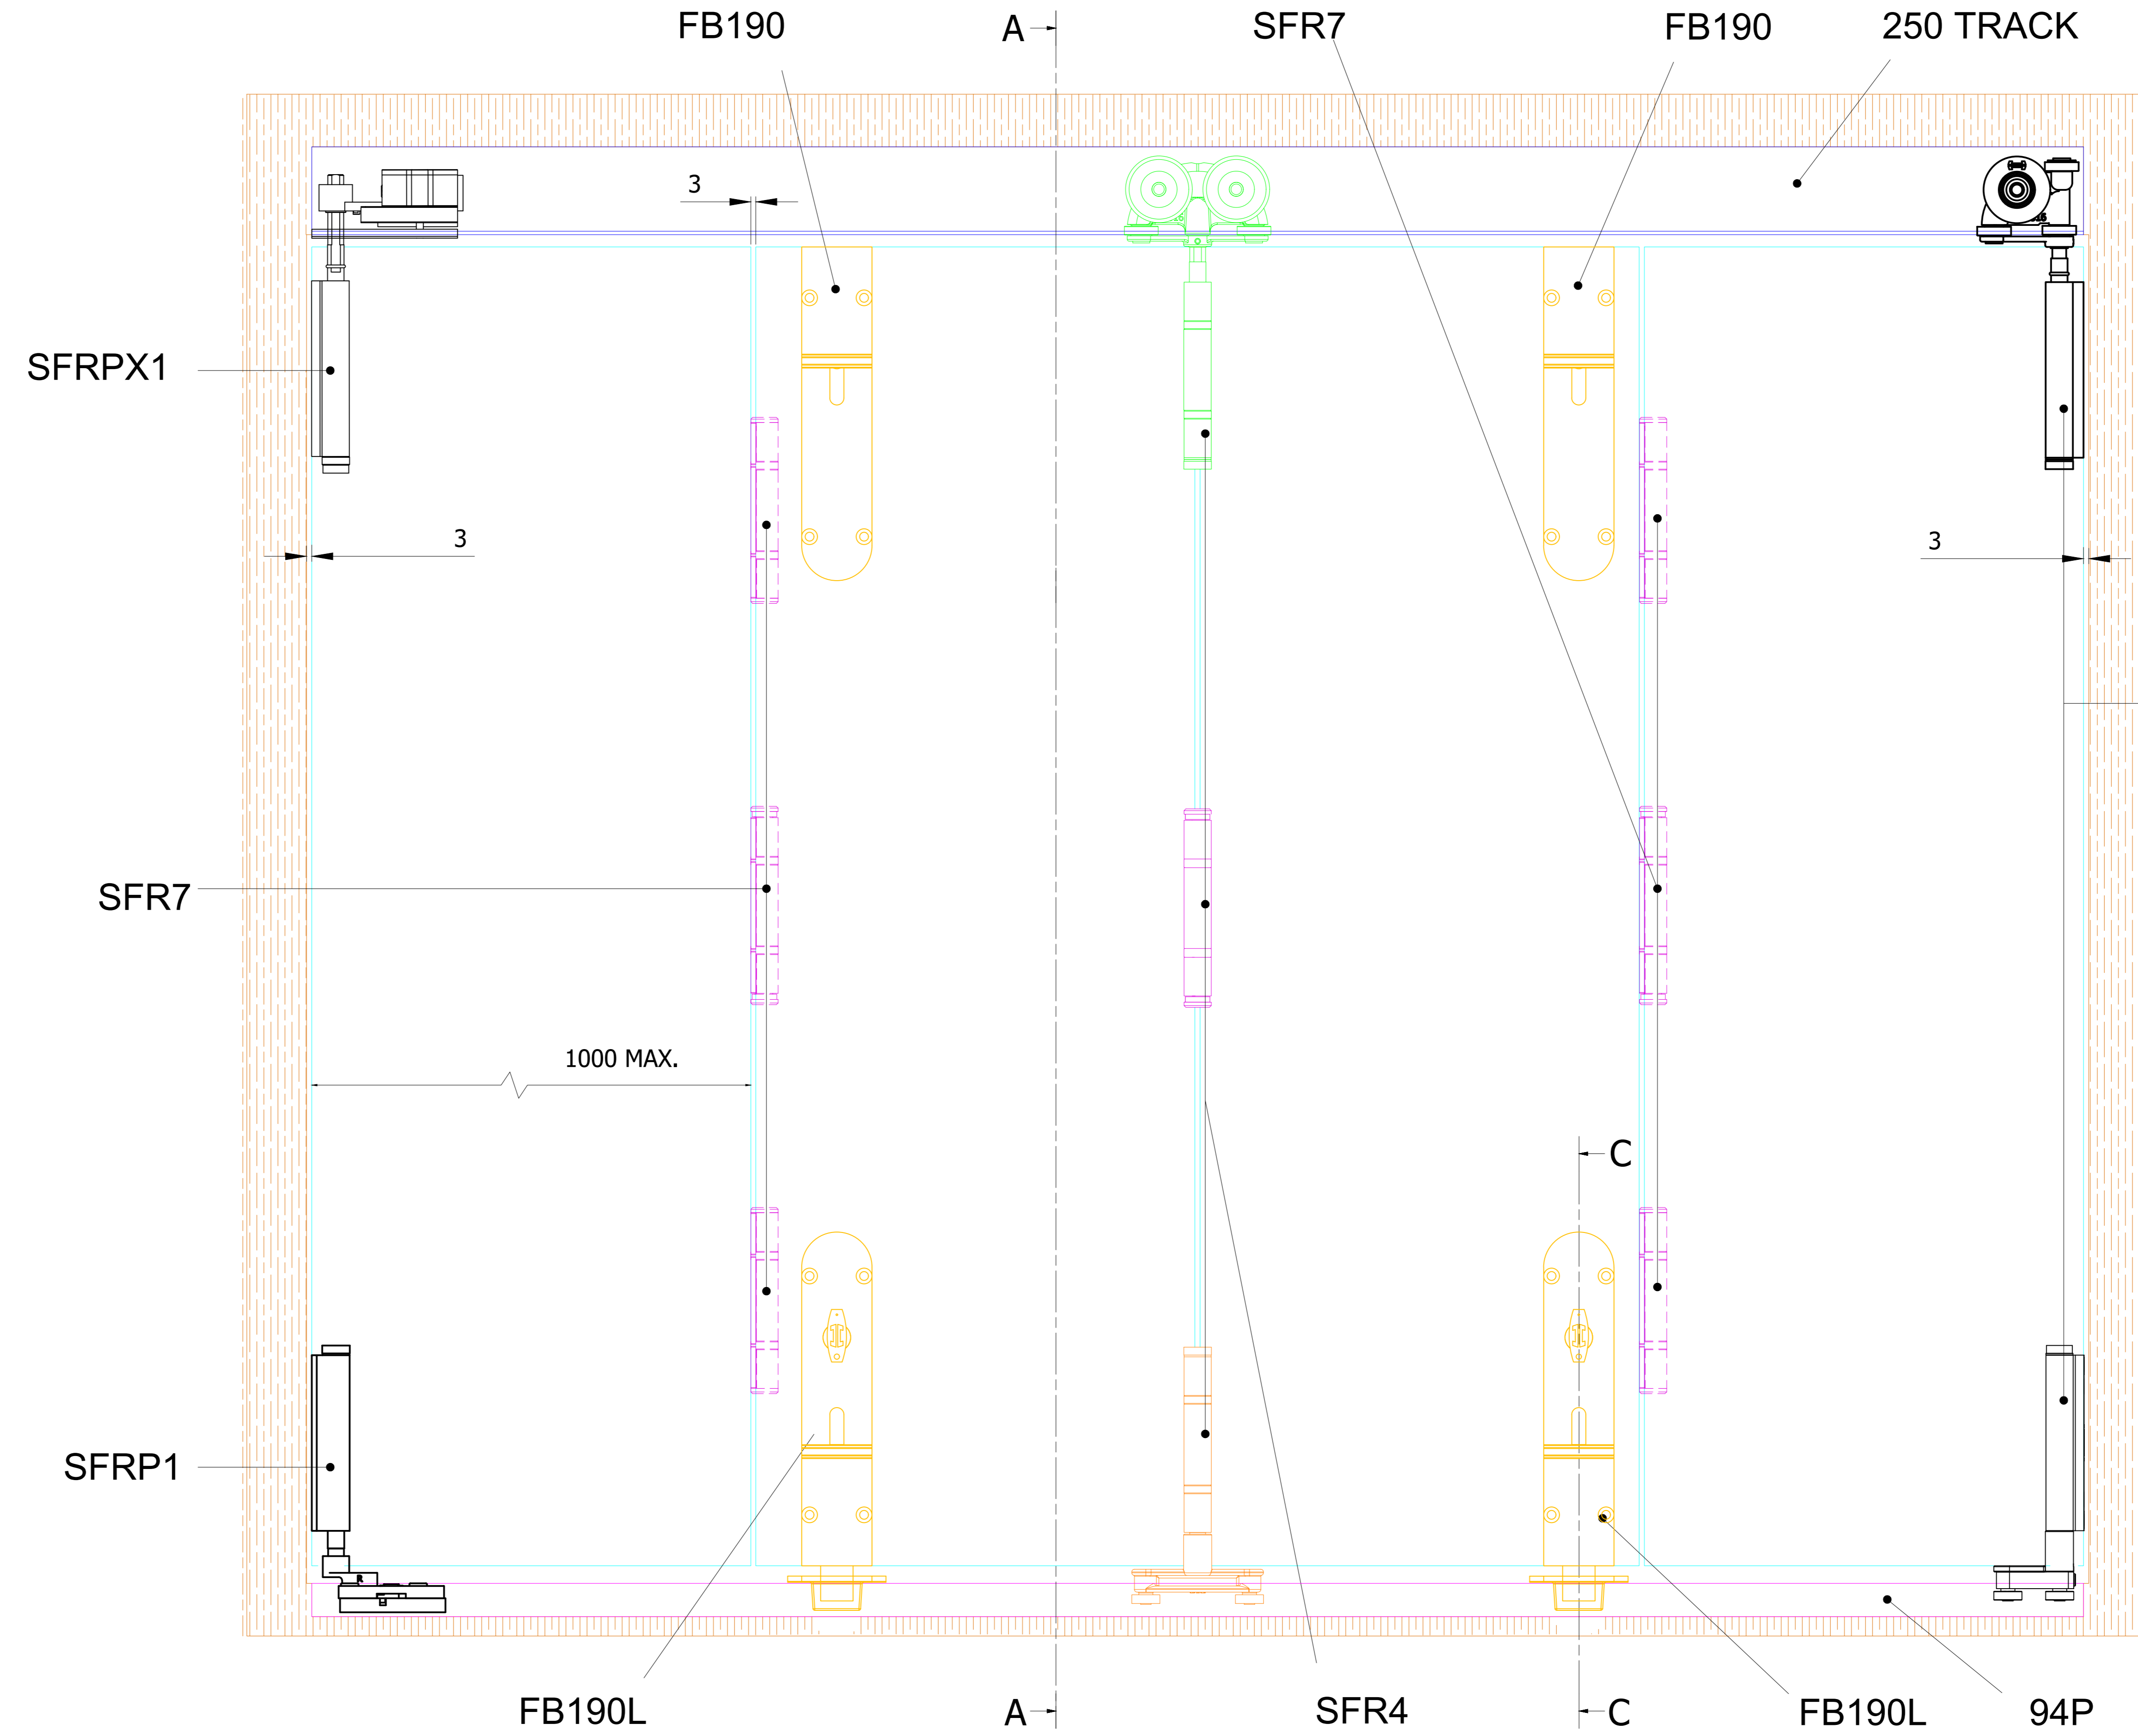 FB190
A
SFR7
FB190
250 TRACK
3
SFRPX1
3
3
SFR7
1000 MAX.
C
SFRP1
FB190L
A
SFR4
C
FB190L
94P